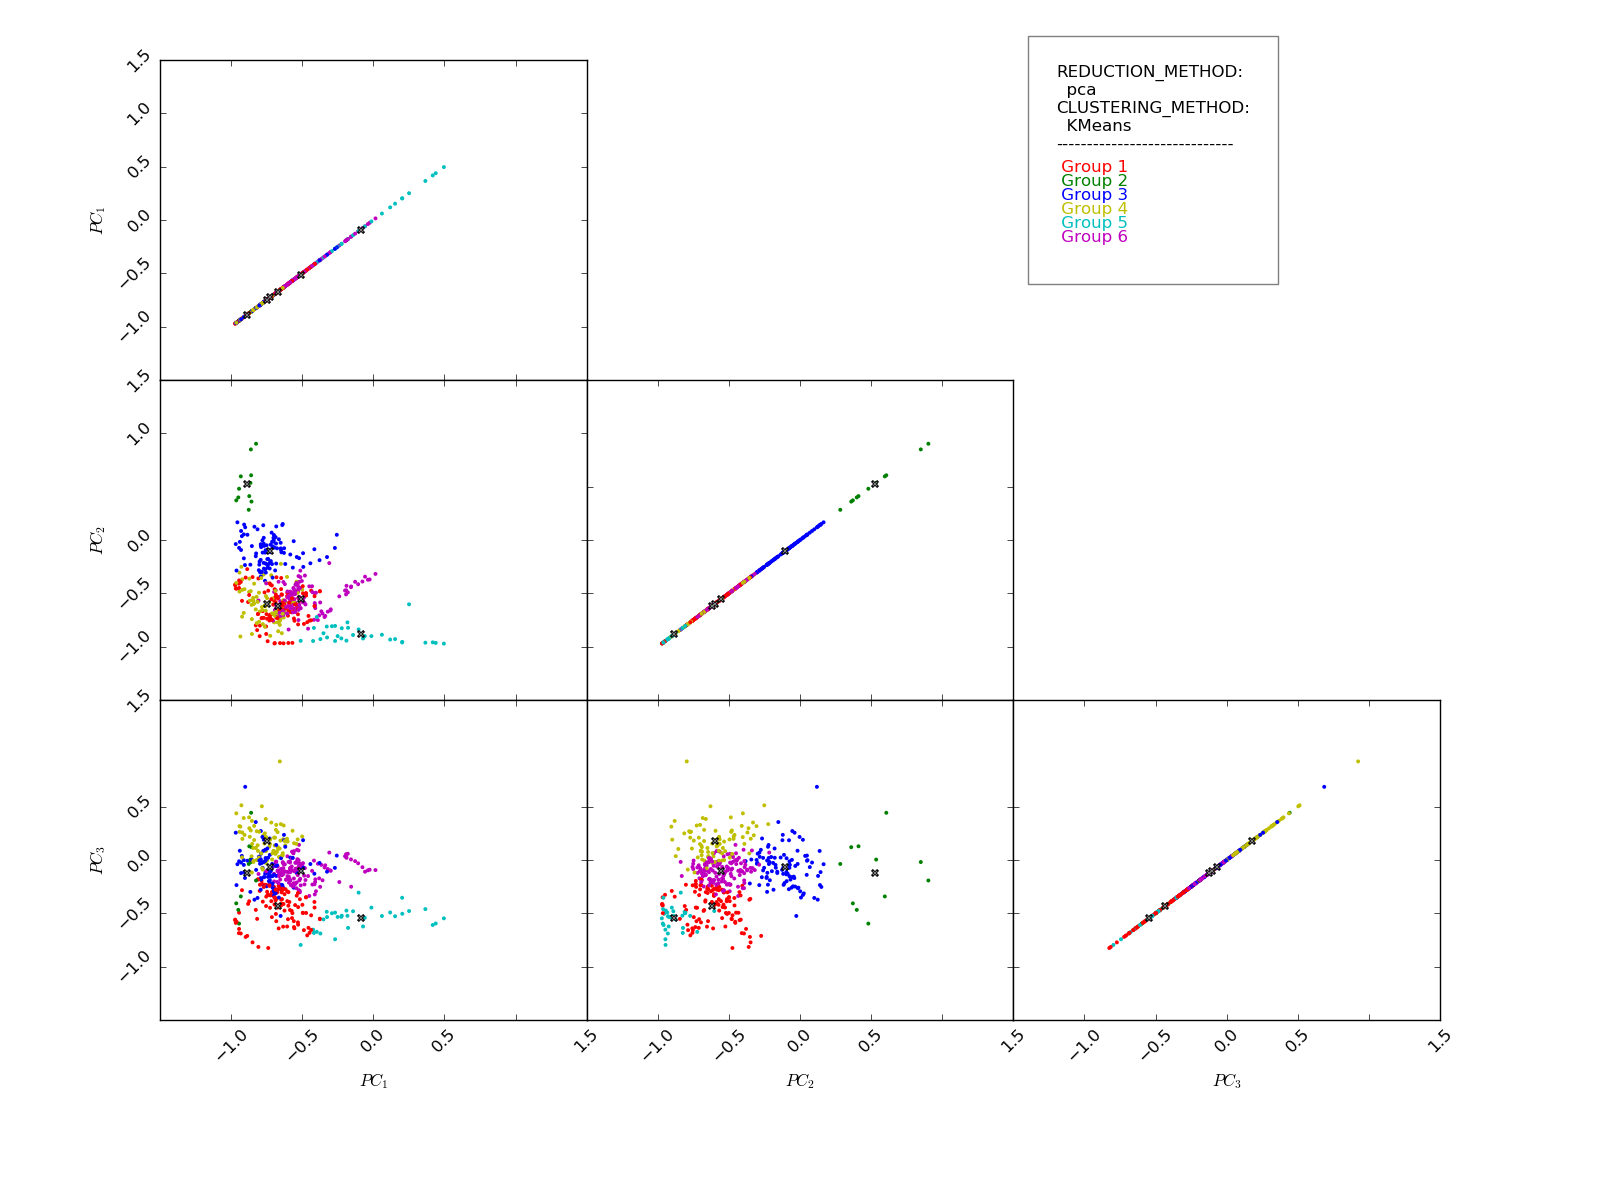 REDUCTION_METHOD:
pca
CLUSTERING_METHOD:
KMeans
------------------------------
Group 1
Group 2
Group 3
Group 4
Group 5
Group 6
1.5
1.0
0.5
0.0
−0.5
−1.0
PC₁
1.5
1.0
0.0
−0.5
−1.0
PC₂
1.5
0.5
0.0
−0.5
−1.0
PC₃
−1.0 −0.5 0.0 0.5 1.5 −1.0 −0.5 0.0 0.5 1.5 −1.0 −0.5 0.0 0.5 1.5
PC₁ PC₂ PC₃